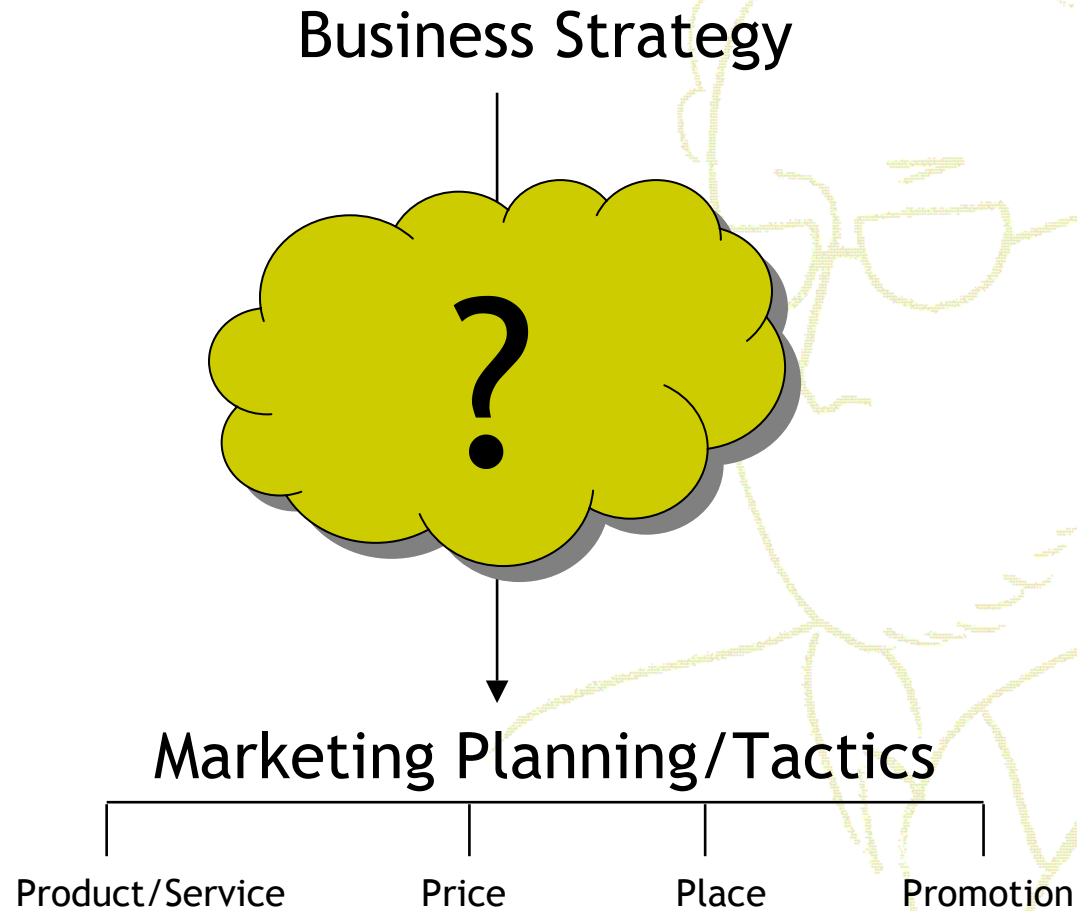 Business Strategy
?
Marketing Planning/Tactics
Product/Service Price Place Promotion